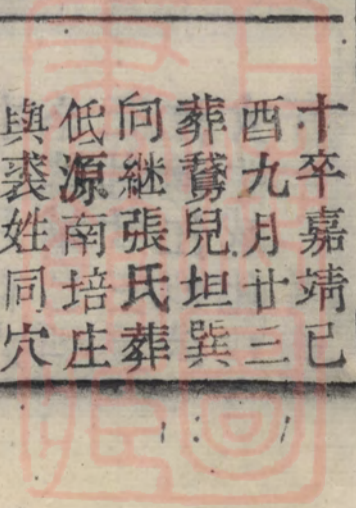 十卒嘉靖已
酉九月廿三
葬鵞兒坦巽
向継張氏葬
低源南培庄
與裘姓同穴